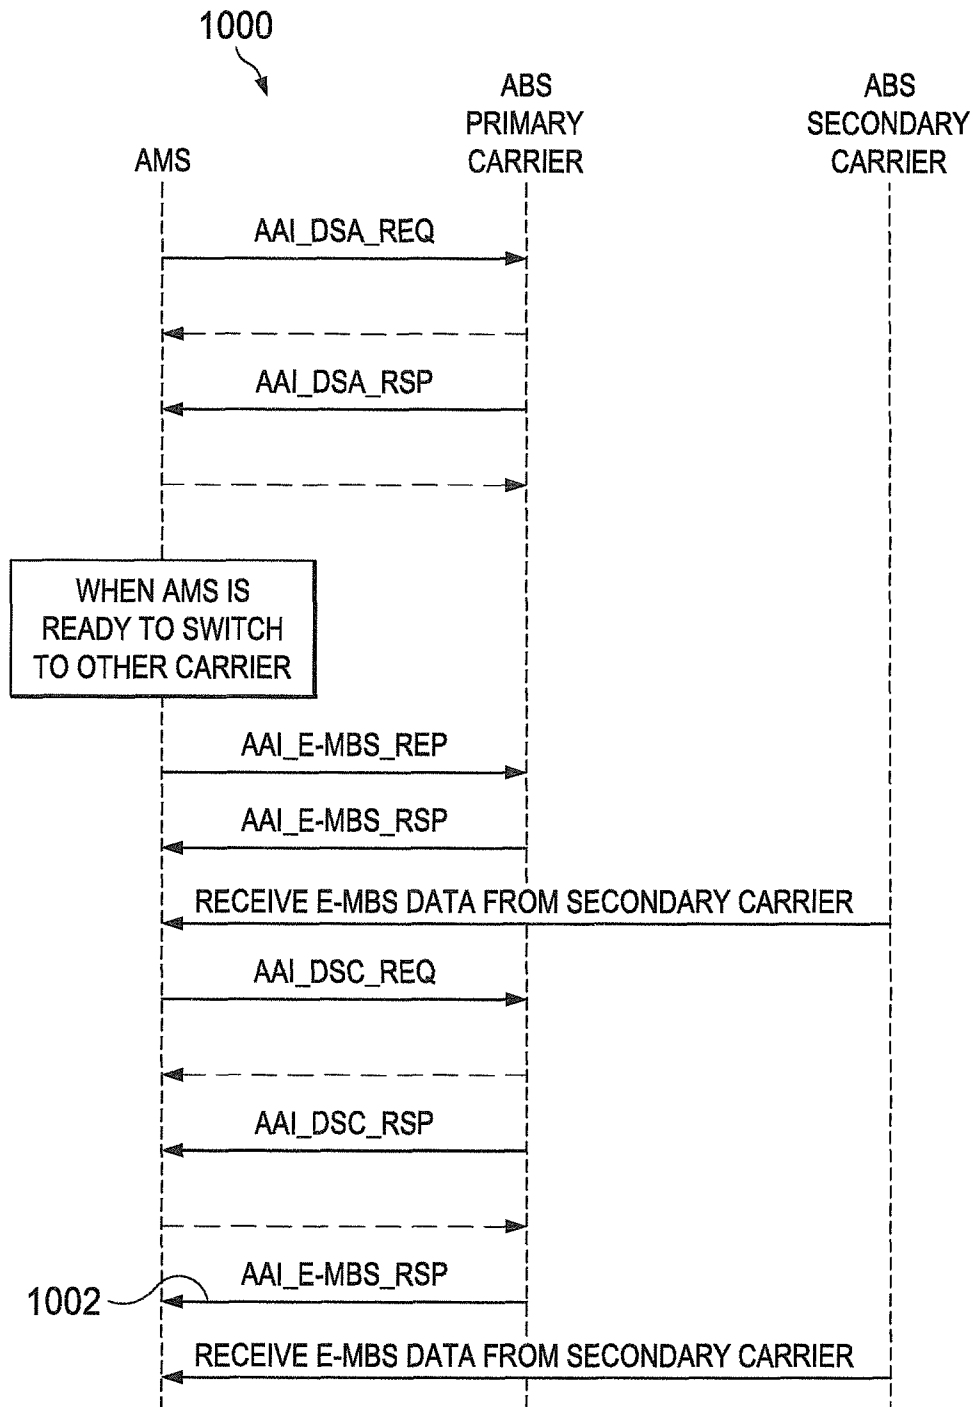 1000
AMS
ABS
PRIMARY
CARRIER
ABS
SECONDARY
CARRIER
AAI_DSA_REQ
AAI_DSA_RSP
WHEN AMS IS
READY TO SWITCH
TO OTHER CARRIER
AAI_E-MBS_REP
AAI_E-MBS_RSP
RECEIVE E-MBS DATA FROM SECONDARY CARRIER
AAI_DSC_REQ
AAI_DSC_RSP
AAI_E-MBS_RSP
1002
RECEIVE E-MBS DATA FROM SECONDARY CARRIER